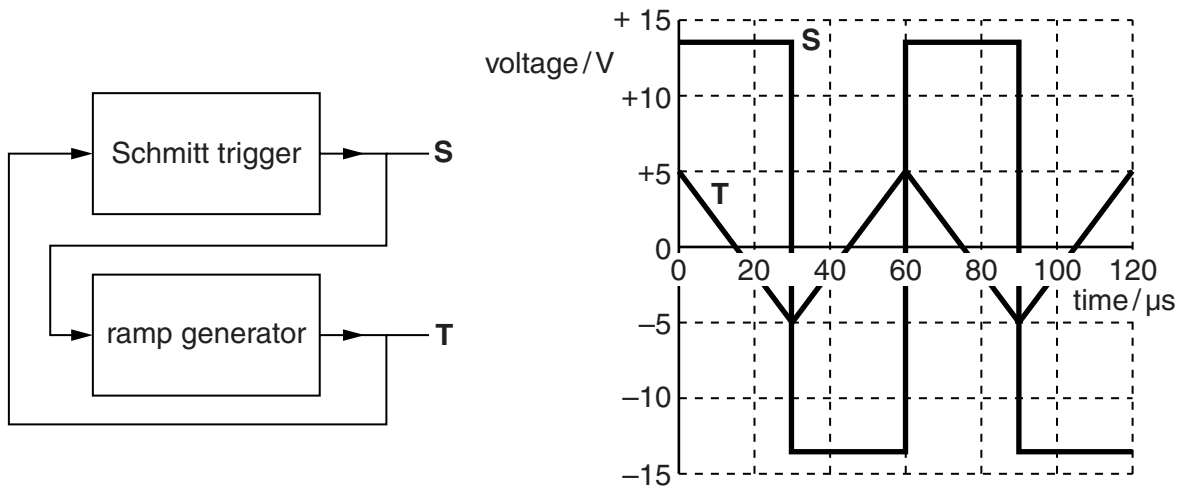 Schmitt trigger
S
ramp generator
T
voltage / V
+ 15
+10
+5
0
–5
–10
–15
S
T
0 20 40 60 80 100 120
time / µs